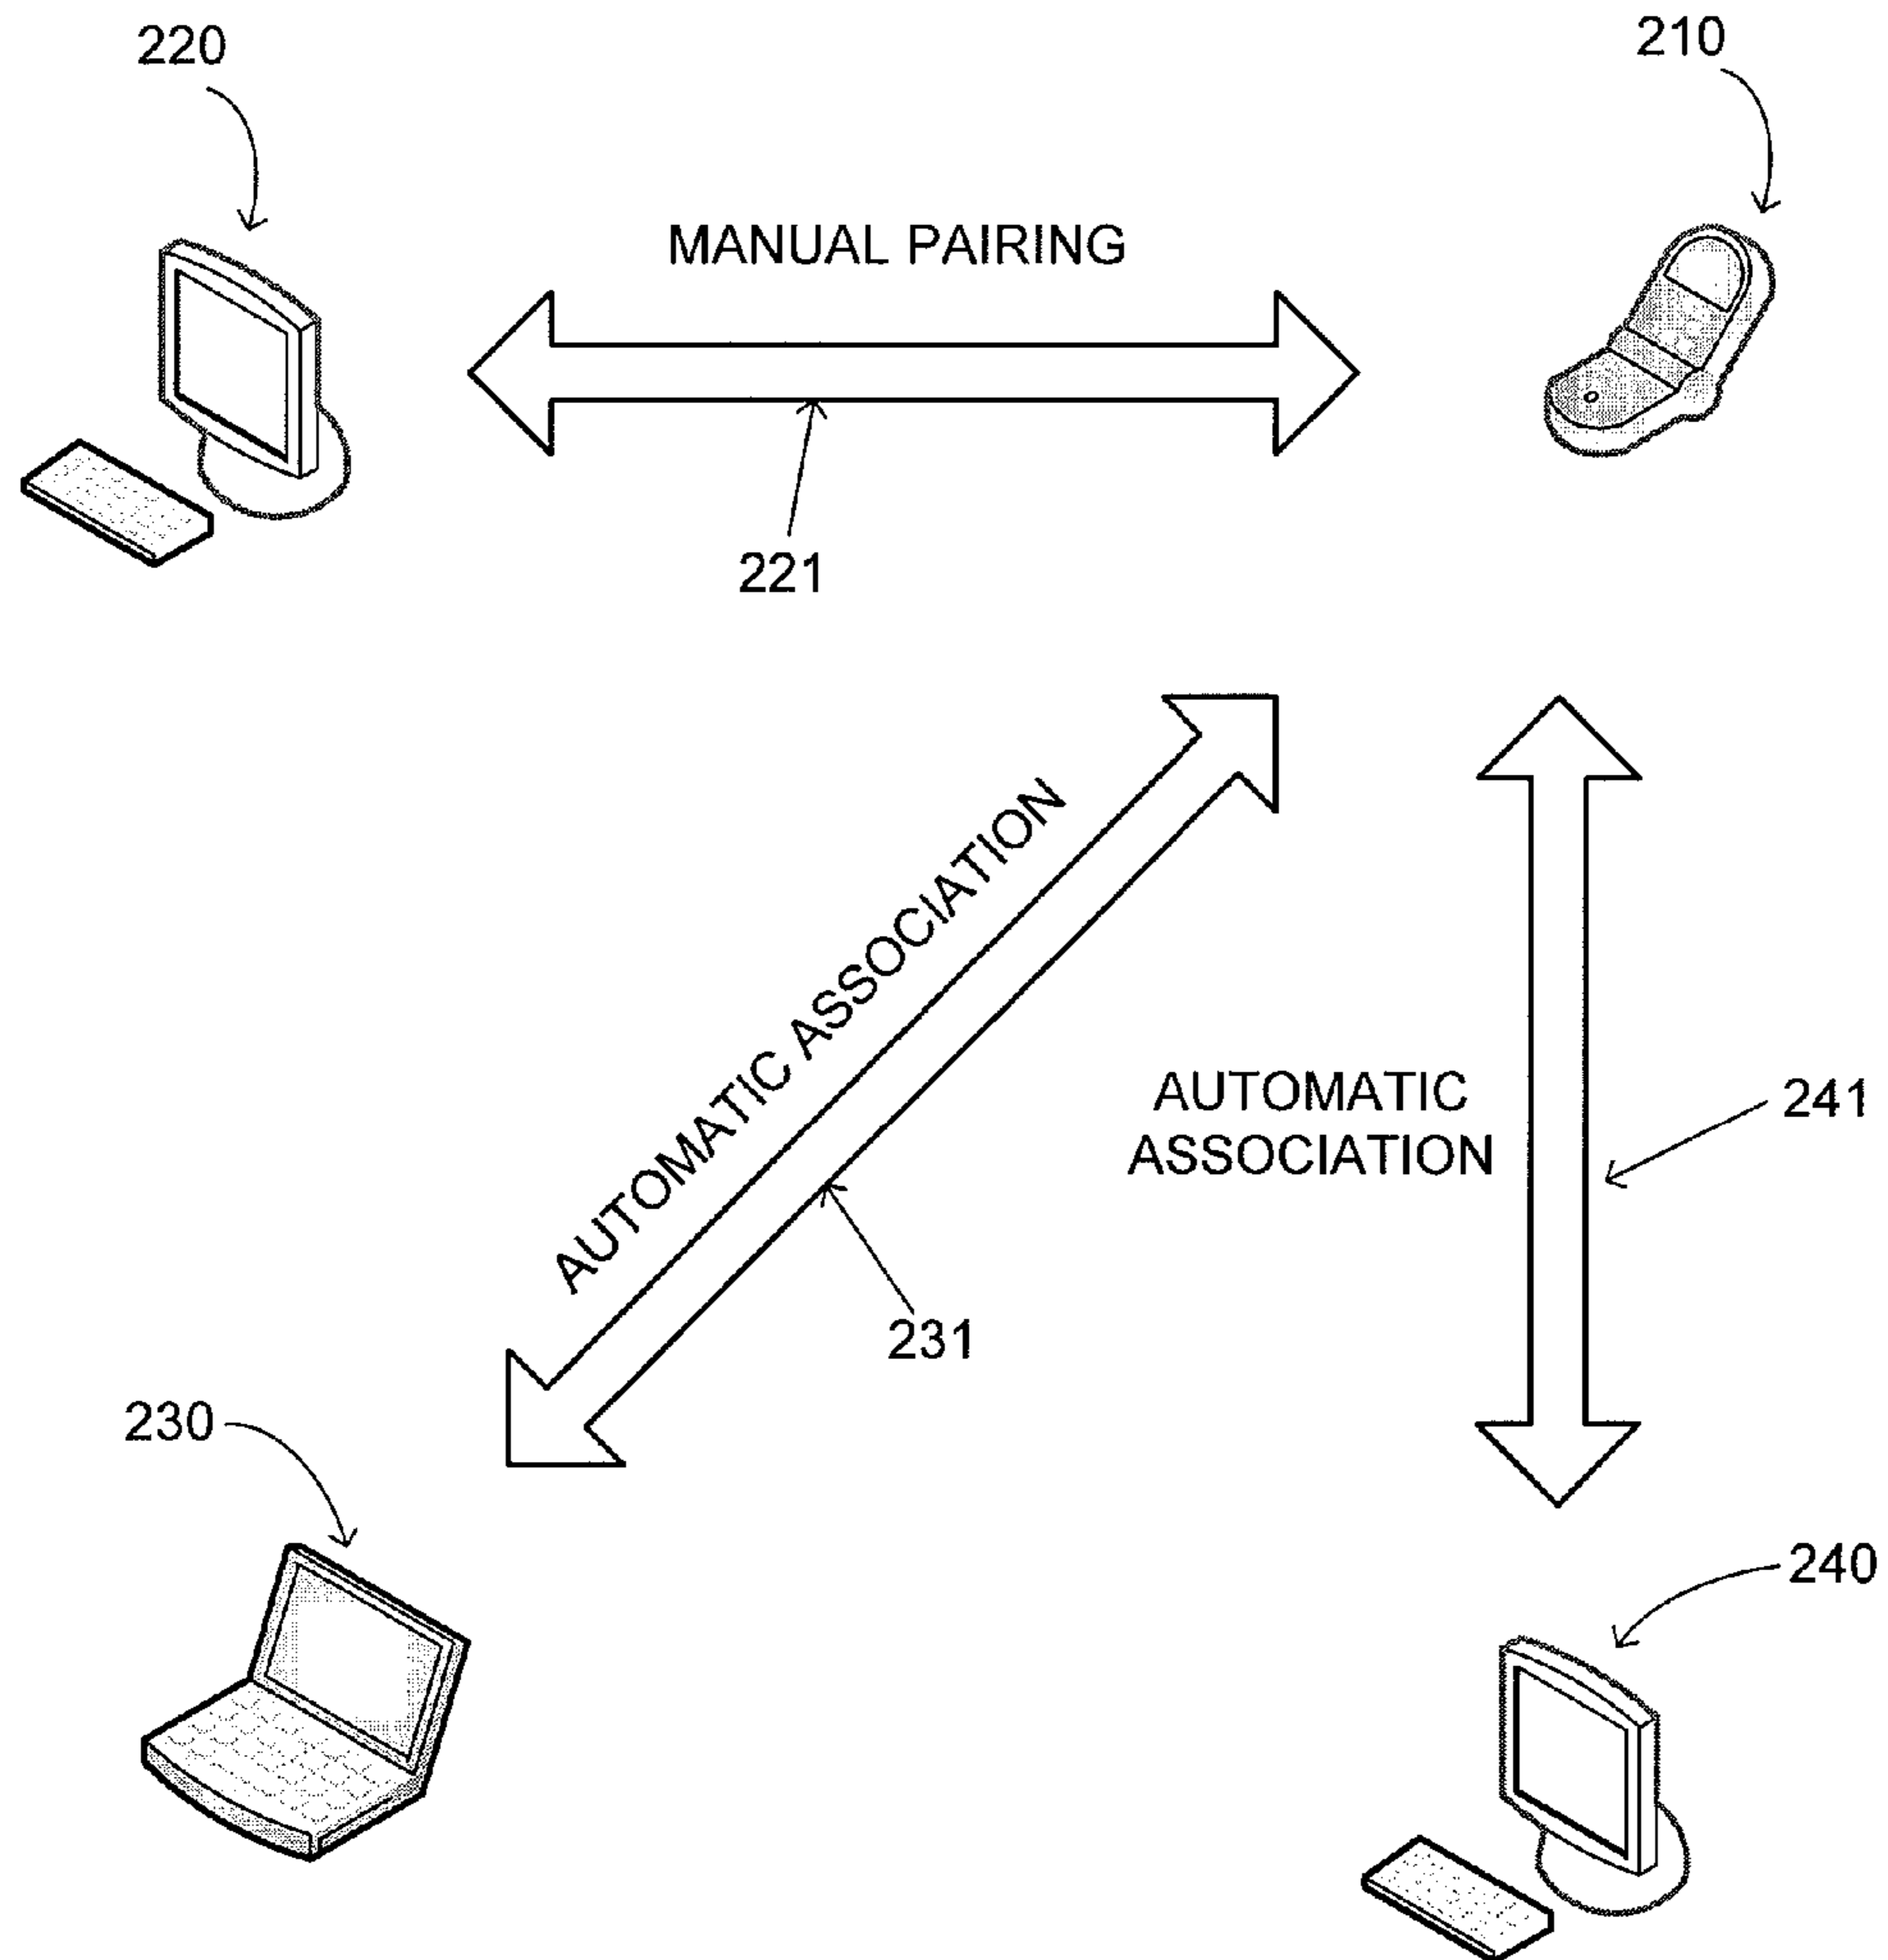 220
210
MANUAL PAIRING
221
AUTOMATIC ASSOCIATION
AUTOMATIC
ASSOCIATION
241
231
230
240